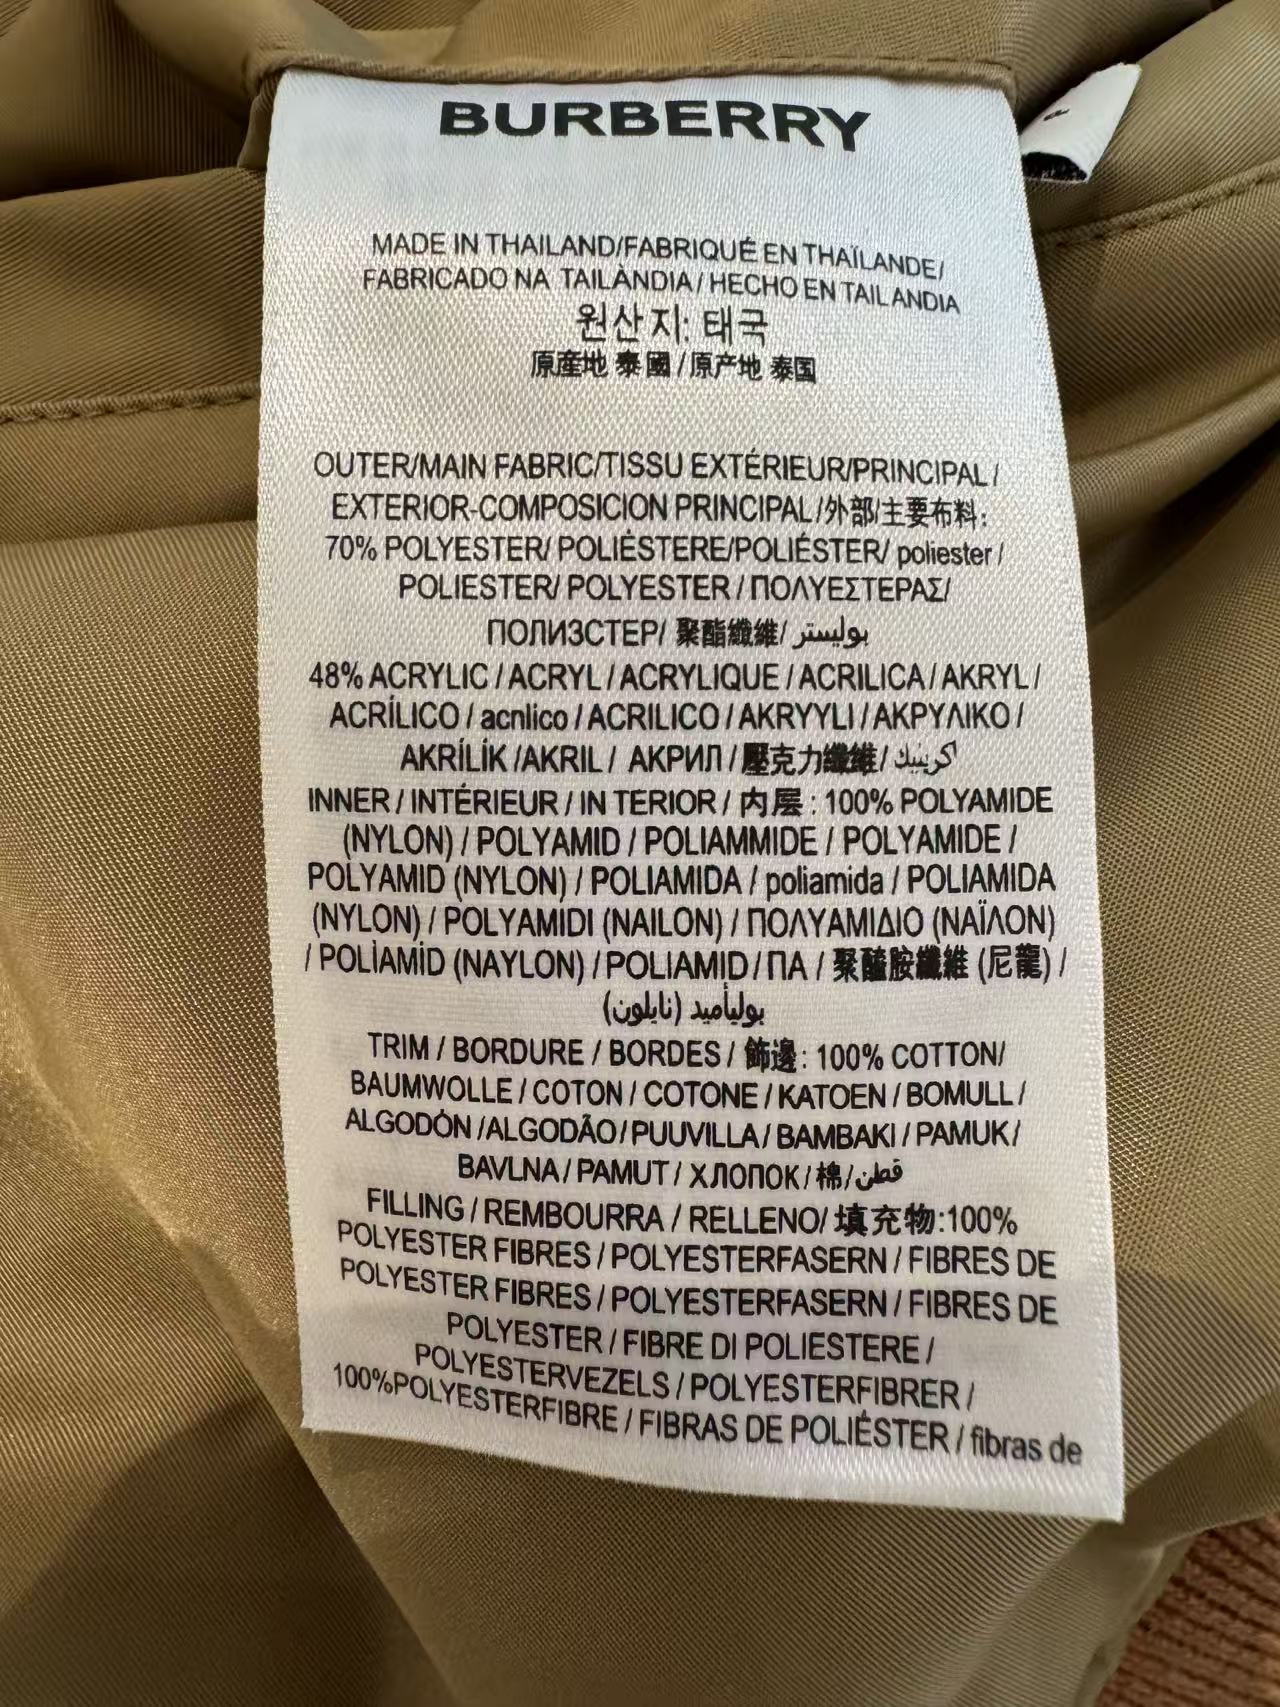 BURBERRY
MADE IN THAILAND/FABRIQUÉ EN THAÏLANDE/
FABRICADO NA TAILÀNDIA / HECHO EN TAILANDIA
원산지: 태국
原產地 泰國 / 原产地 泰国
OUTER/MAIN FABRIC/TISSU EXTÉRIEUR/PRINCIPAL /
EXTERIOR-COMPOSICION PRINCIPAL /外部/主要布料:
70% POLYESTER/ POLIÈSTERE/POLIÉSTER/ poliester /
POLIESTER/ POLYESTER / ΠΟΛΥΕΣΤΕΡΑΣ/
ПОЛИЗСТЕР/ 聚酯纖維/ بوليستر
48% ACRYLIC / ACRYL / ACRYLIQUE / ACRILICA / AKRYL /
ACRÍLICO / acnlico / ACRILICO / AKRYYLI / ΑΚΡΥΛΙΚΟ /
AKRÍLİK /AKRIL / АКРИЛ / 壓克力纖維/ اكرينيك
INNER / INTÉRIEUR / IN TERIOR / 内层 : 100% POLYAMIDE
(NYLON) / POLYAMID / POLIAMMIDE / POLYAMIDE /
POLYAMID (NYLON) / POLIAMIDA / poliamida / POLIAMIDA
(NYLON) / POLYAMIDI (NAILON) / ΠΟΛΥΑΜΙΔΙΟ (ΝΑΪΛΟΝ)
/ POLİAMİD (NAYLON) / POLIAMID / ПА / 聚醯胺纖維 (尼龍) /
بوليأميد (نايلون)
TRIM / BORDURE / BORDES / 飾邊: 100% COTTON/
BAUMWOLLE / COTON / COTONE / KATOEN / BOMULL /
ALGODÓN /ALGODÃO / PUUVILLA / BAMBAKI / PAMUK/
BAVLNA / PAMUT / ХЛОПОК / 棉/ قطن
FILLING / REMBOURRA / RELLENO/ 填充物:100%
POLYESTER FIBRES / POLYESTERFASERN / FIBRES DE
POLYESTER FIBRES / POLYESTERFASERN / FIBRES DE
POLYESTER / FIBRE DI POLIESTERE /
POLYESTERVEZELS / POLYESTERFIBRER /
100%POLYESTERFIBRE / FIBRAS DE POLIÉSTER / fibras de